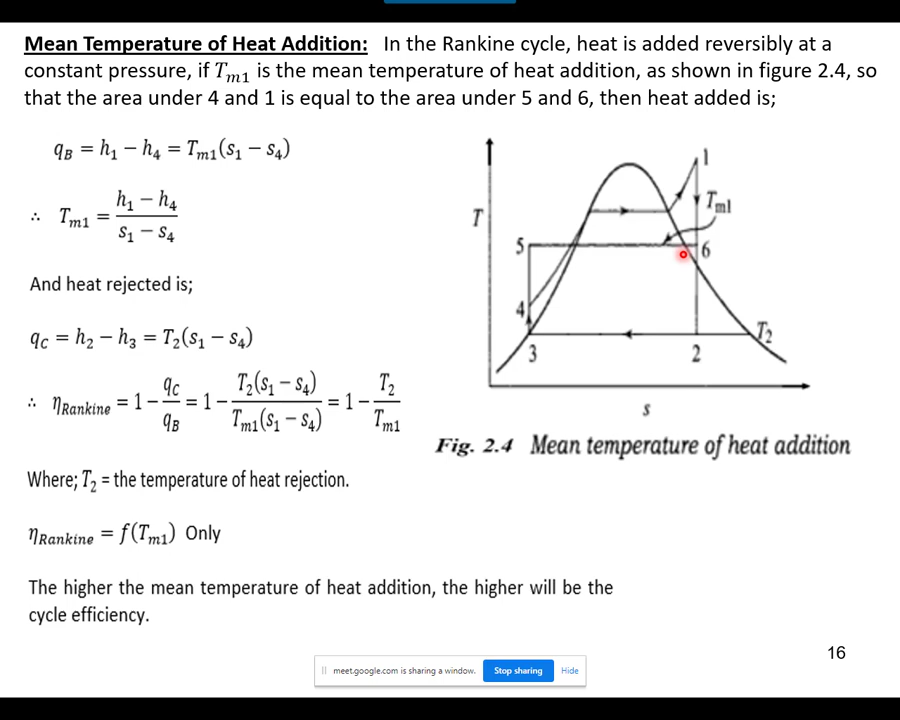 Mean Temperature of Heat Addition: In the Rankine cycle, heat is added reversibly at a
constant pressure, if Tm1 is the mean temperature of heat addition, as shown in figure 2.4, so
that the area under 4 and 1 is equal to the area under 5 and 6, then heat added is;
qB = h1 − h4 = Tm1(s1 − s4)
∴ Tm1 = (h1 − h4) / (s1 − s4)
And heat rejected is;
qC = h2 − h3 = T2(s1 − s4)
∴ ηRankine = 1 − qC / qB = 1 − T2(s1 − s4) / Tm1(s1 − s4) = 1 − T2 / Tm1
Where; T2 = the temperature of heat rejection.
ηRankine = f(Tm1) Only
The higher the mean temperature of heat addition, the higher will be the
cycle efficiency.
1
Tm1
T
5
6
4
T2
3
2
s
Fig. 2.4 Mean temperature of heat addition
16
meet.google.com is sharing a window.
Stop sharing
Hide